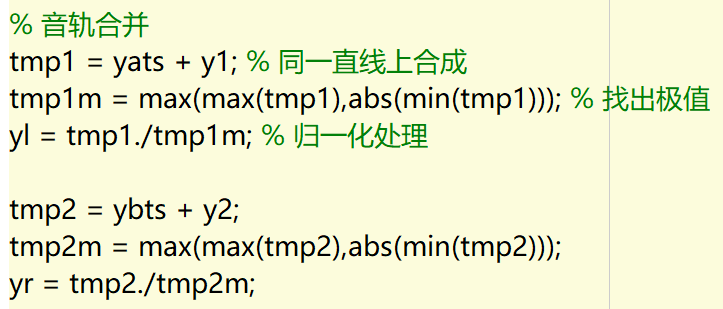 % 音轨合并
tmp1 = yats + y1; % 同一直线上合成
tmp1m = max(max(tmp1),abs(min(tmp1))); % 找出极值
yl = tmp1./tmp1m; % 归一化处理
tmp2 = ybts + y2;
tmp2m = max(max(tmp2),abs(min(tmp2)));
yr = tmp2./tmp2m;